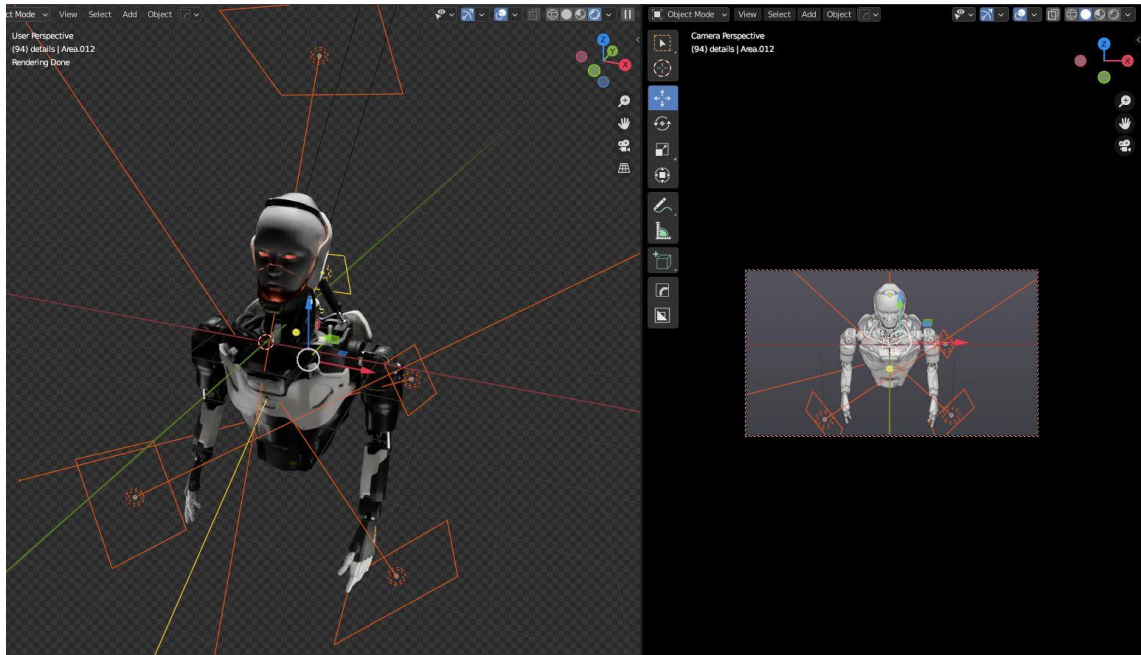 ct Mode View Select Add Object
User Perspective
(94) details | Area.012
Rendering Done
Z
Y
X
Object Mode View Select Add Object
Camera Perspective
(94) details | Area.012
Z
X